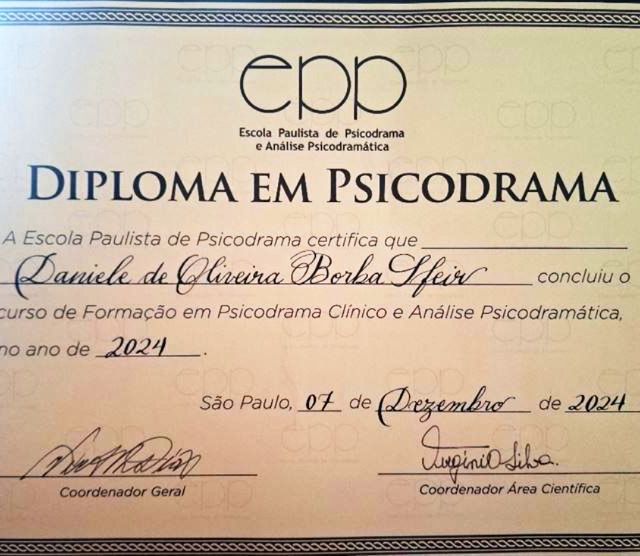 epp
Escola Paulista de Psicodrama
e Análise Psicodramática
DIPLOMA EM PSICODRAMA
A Escola Paulista de Psicodrama certifica que
Daniele de Oliveira Borba Sfeir concluiu o
curso de Formação em Psicodrama Clínico e Análise Psicodramática,
no ano de 2024.
São Paulo, 07 de Dezembro de 2024
Virgínio Silva.
Coordenador Geral Coordenador Área Científica